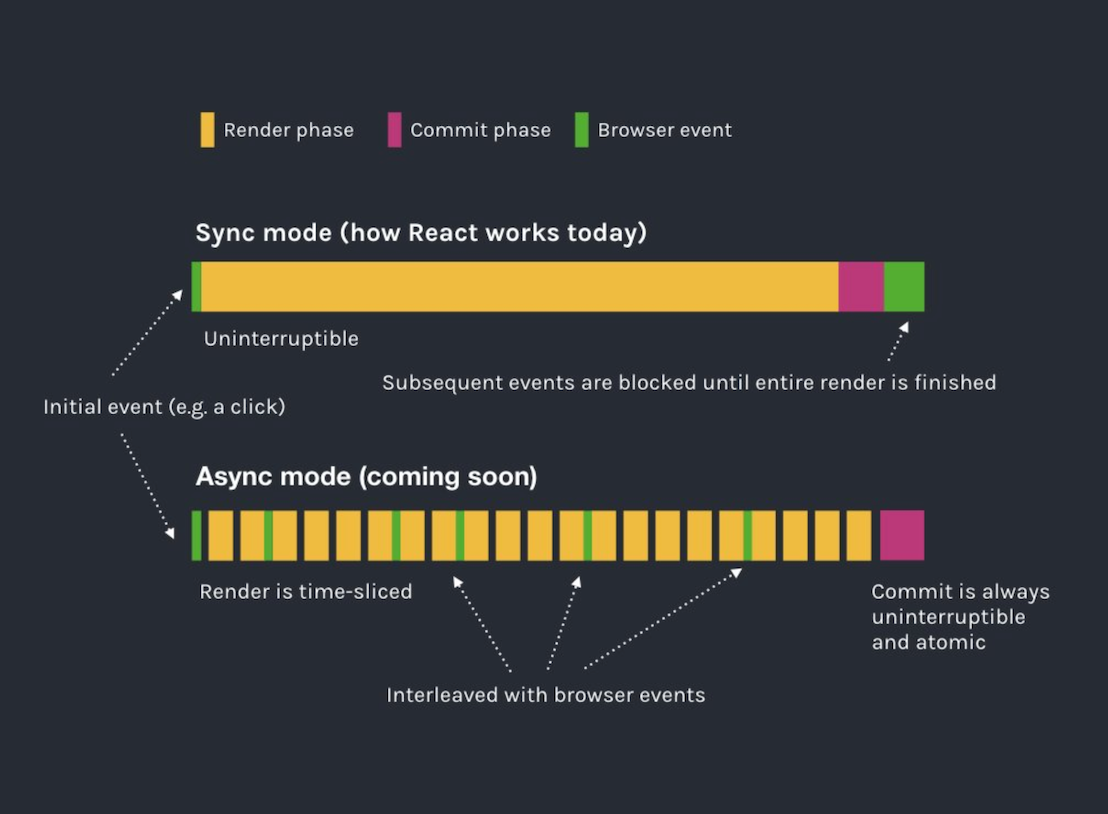 Render phase
Commit phase
Browser event
Sync mode (how React works today)
Uninterruptible
Subsequent events are blocked until entire render is finished
Initial event (e.g. a click)
Async mode (coming soon)
Render is time-sliced
Commit is always
uninterruptible
and atomic
Interleaved with browser events